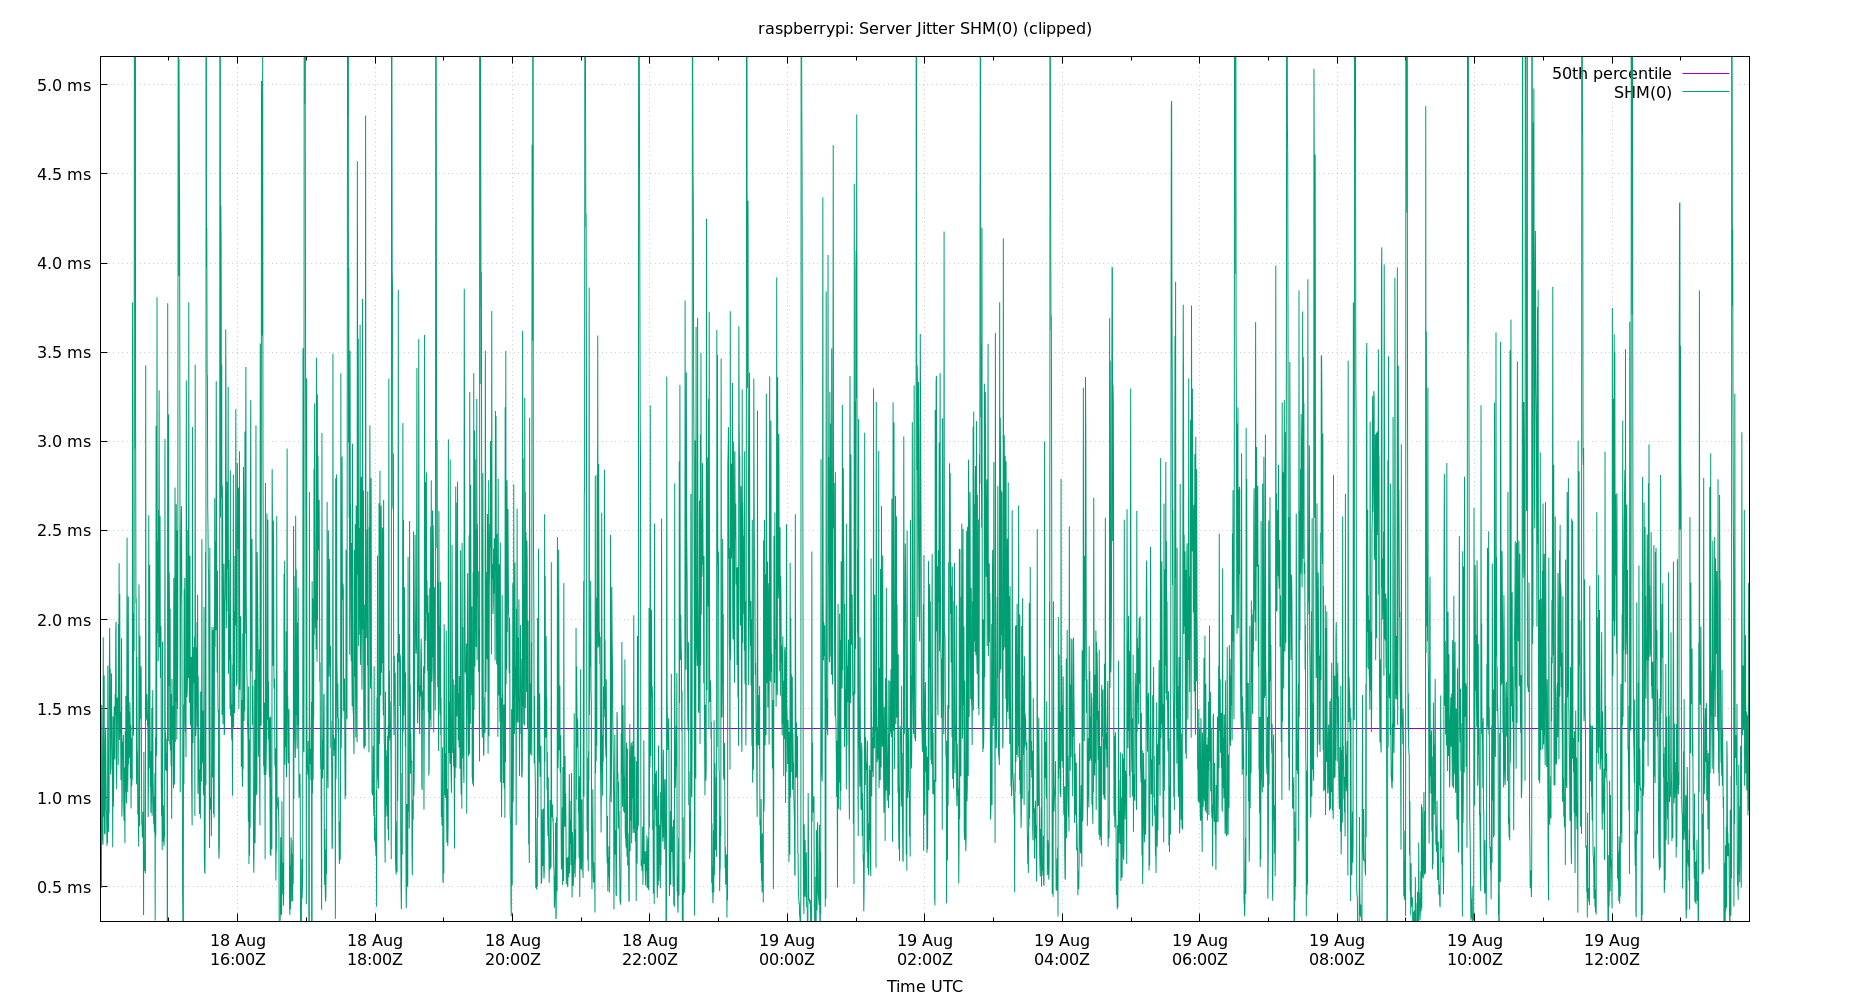 raspberrypi: Server Jitter SHM(0) (clipped)
50th percentile
SHM(0)
5.0 ms
4.5 ms
4.0 ms
3.5 ms
3.0 ms
2.5 ms
2.0 ms
1.5 ms
1.0 ms
0.5 ms
18 Aug 18 Aug 18 Aug 18 Aug 19 Aug 19 Aug 19 Aug 19 Aug 19 Aug 19 Aug 19 Aug
16:00Z 18:00Z 20:00Z 22:00Z 00:00Z 02:00Z 04:00Z 06:00Z 08:00Z 10:00Z 12:00Z
Time UTC